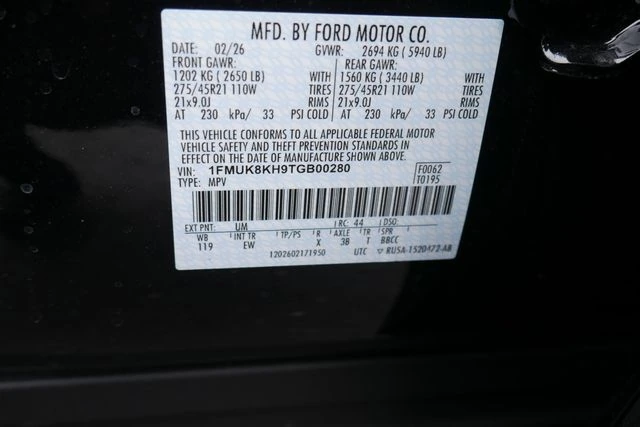 MFD. BY FORD MOTOR CO.
DATE: 02/26 GVWR: 2694 KG ( 5940 LB)
FRONT GAWR: REAR GAWR:
1202 KG ( 2650 LB) WITH 1560 KG ( 3440 LB) WITH
275/45R21 110W TIRES 275/45R21 110W TIRES
21x9.0J RIMS 21x9.0J RIMS
AT 230 kPa/ 33 PSI COLD AT 230 kPa/ 33 PSI COLD
THIS VEHICLE CONFORMS TO ALL APPLICABLE FEDERAL MOTOR
VEHICLE SAFETY AND THEFT PREVENTION STANDARDS IN
EFFECT ON THE DATE OF MANUFACTURE SHOWN ABOVE.
VIN: 1FMUK8KH9TGB00280 F0062
TYPE: MPV T0195
EXT PNT: UM RC: 44 DSO:
WB INT TR TP/PS R AXLE TR SPR
119 EW X 3B T BBCC
1202602171950 UTC RU5A-1520472-AB